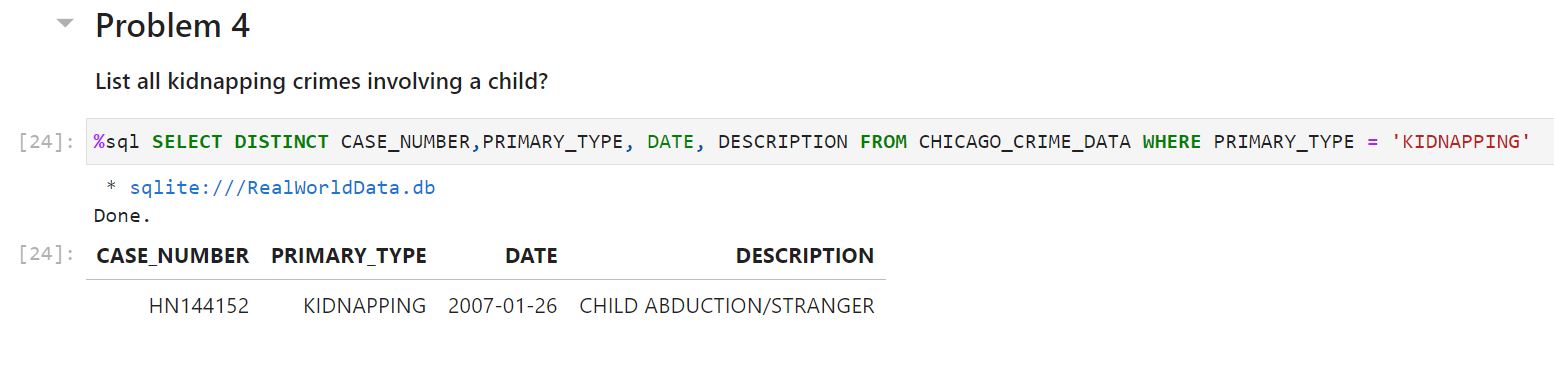 Problem 4
List all kidnapping crimes involving a child?
[24]: %sql SELECT DISTINCT CASE_NUMBER,PRIMARY_TYPE, DATE, DESCRIPTION FROM CHICAGO_CRIME_DATA WHERE PRIMARY_TYPE = 'KIDNAPPING'
* sqlite:///RealWorldData.db
Done.
[24]: CASE_NUMBER PRIMARY_TYPE DATE DESCRIPTION
HN144152 KIDNAPPING 2007-01-26 CHILD ABDUCTION/STRANGER